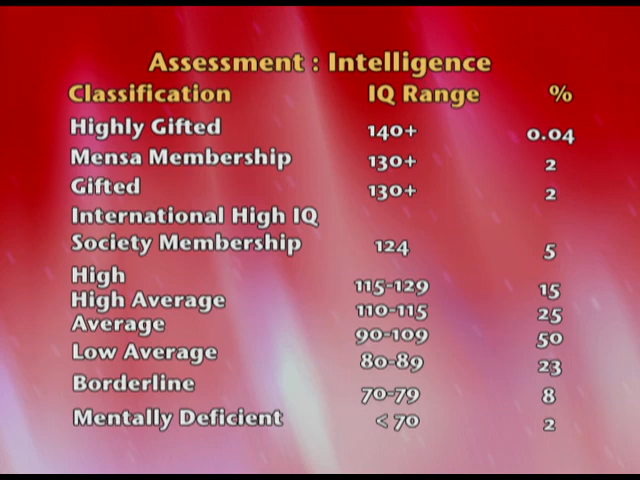 Assessment : Intelligence
Classification IQ Range %
Highly Gifted 140+ 0.04
Mensa Membership 130+ 2
Gifted 130+ 2
International High IQ
Society Membership 124 5
High 115-129 15
High Average 110-115 25
Average 90-109 50
Low Average 80-89 23
Borderline 70-79 8
Mentally Deficient < 70 2